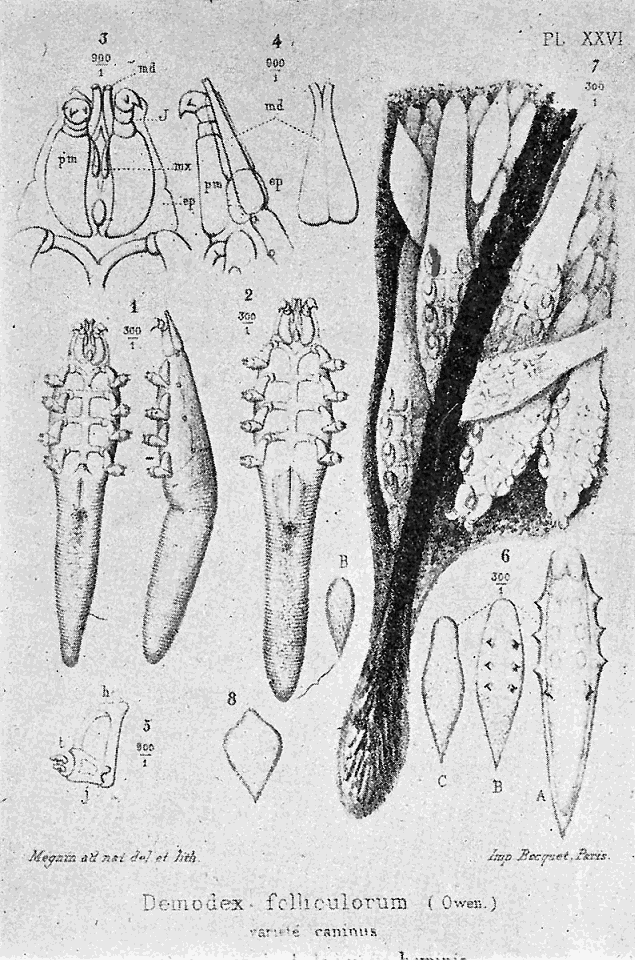 PL XXVI
3
900
1
md
J
pm
mx
ep
4
900
1
md
pm
ep
7
300
1
1
300
1
2
300
1
B
6
300
1
C
B
A
h
5
300
1
t
j
8
Megnin ad nat del et lith.
Imp Becquet, Paris.
Demodex folliculorum (Owen.)
variété caninus
hominis